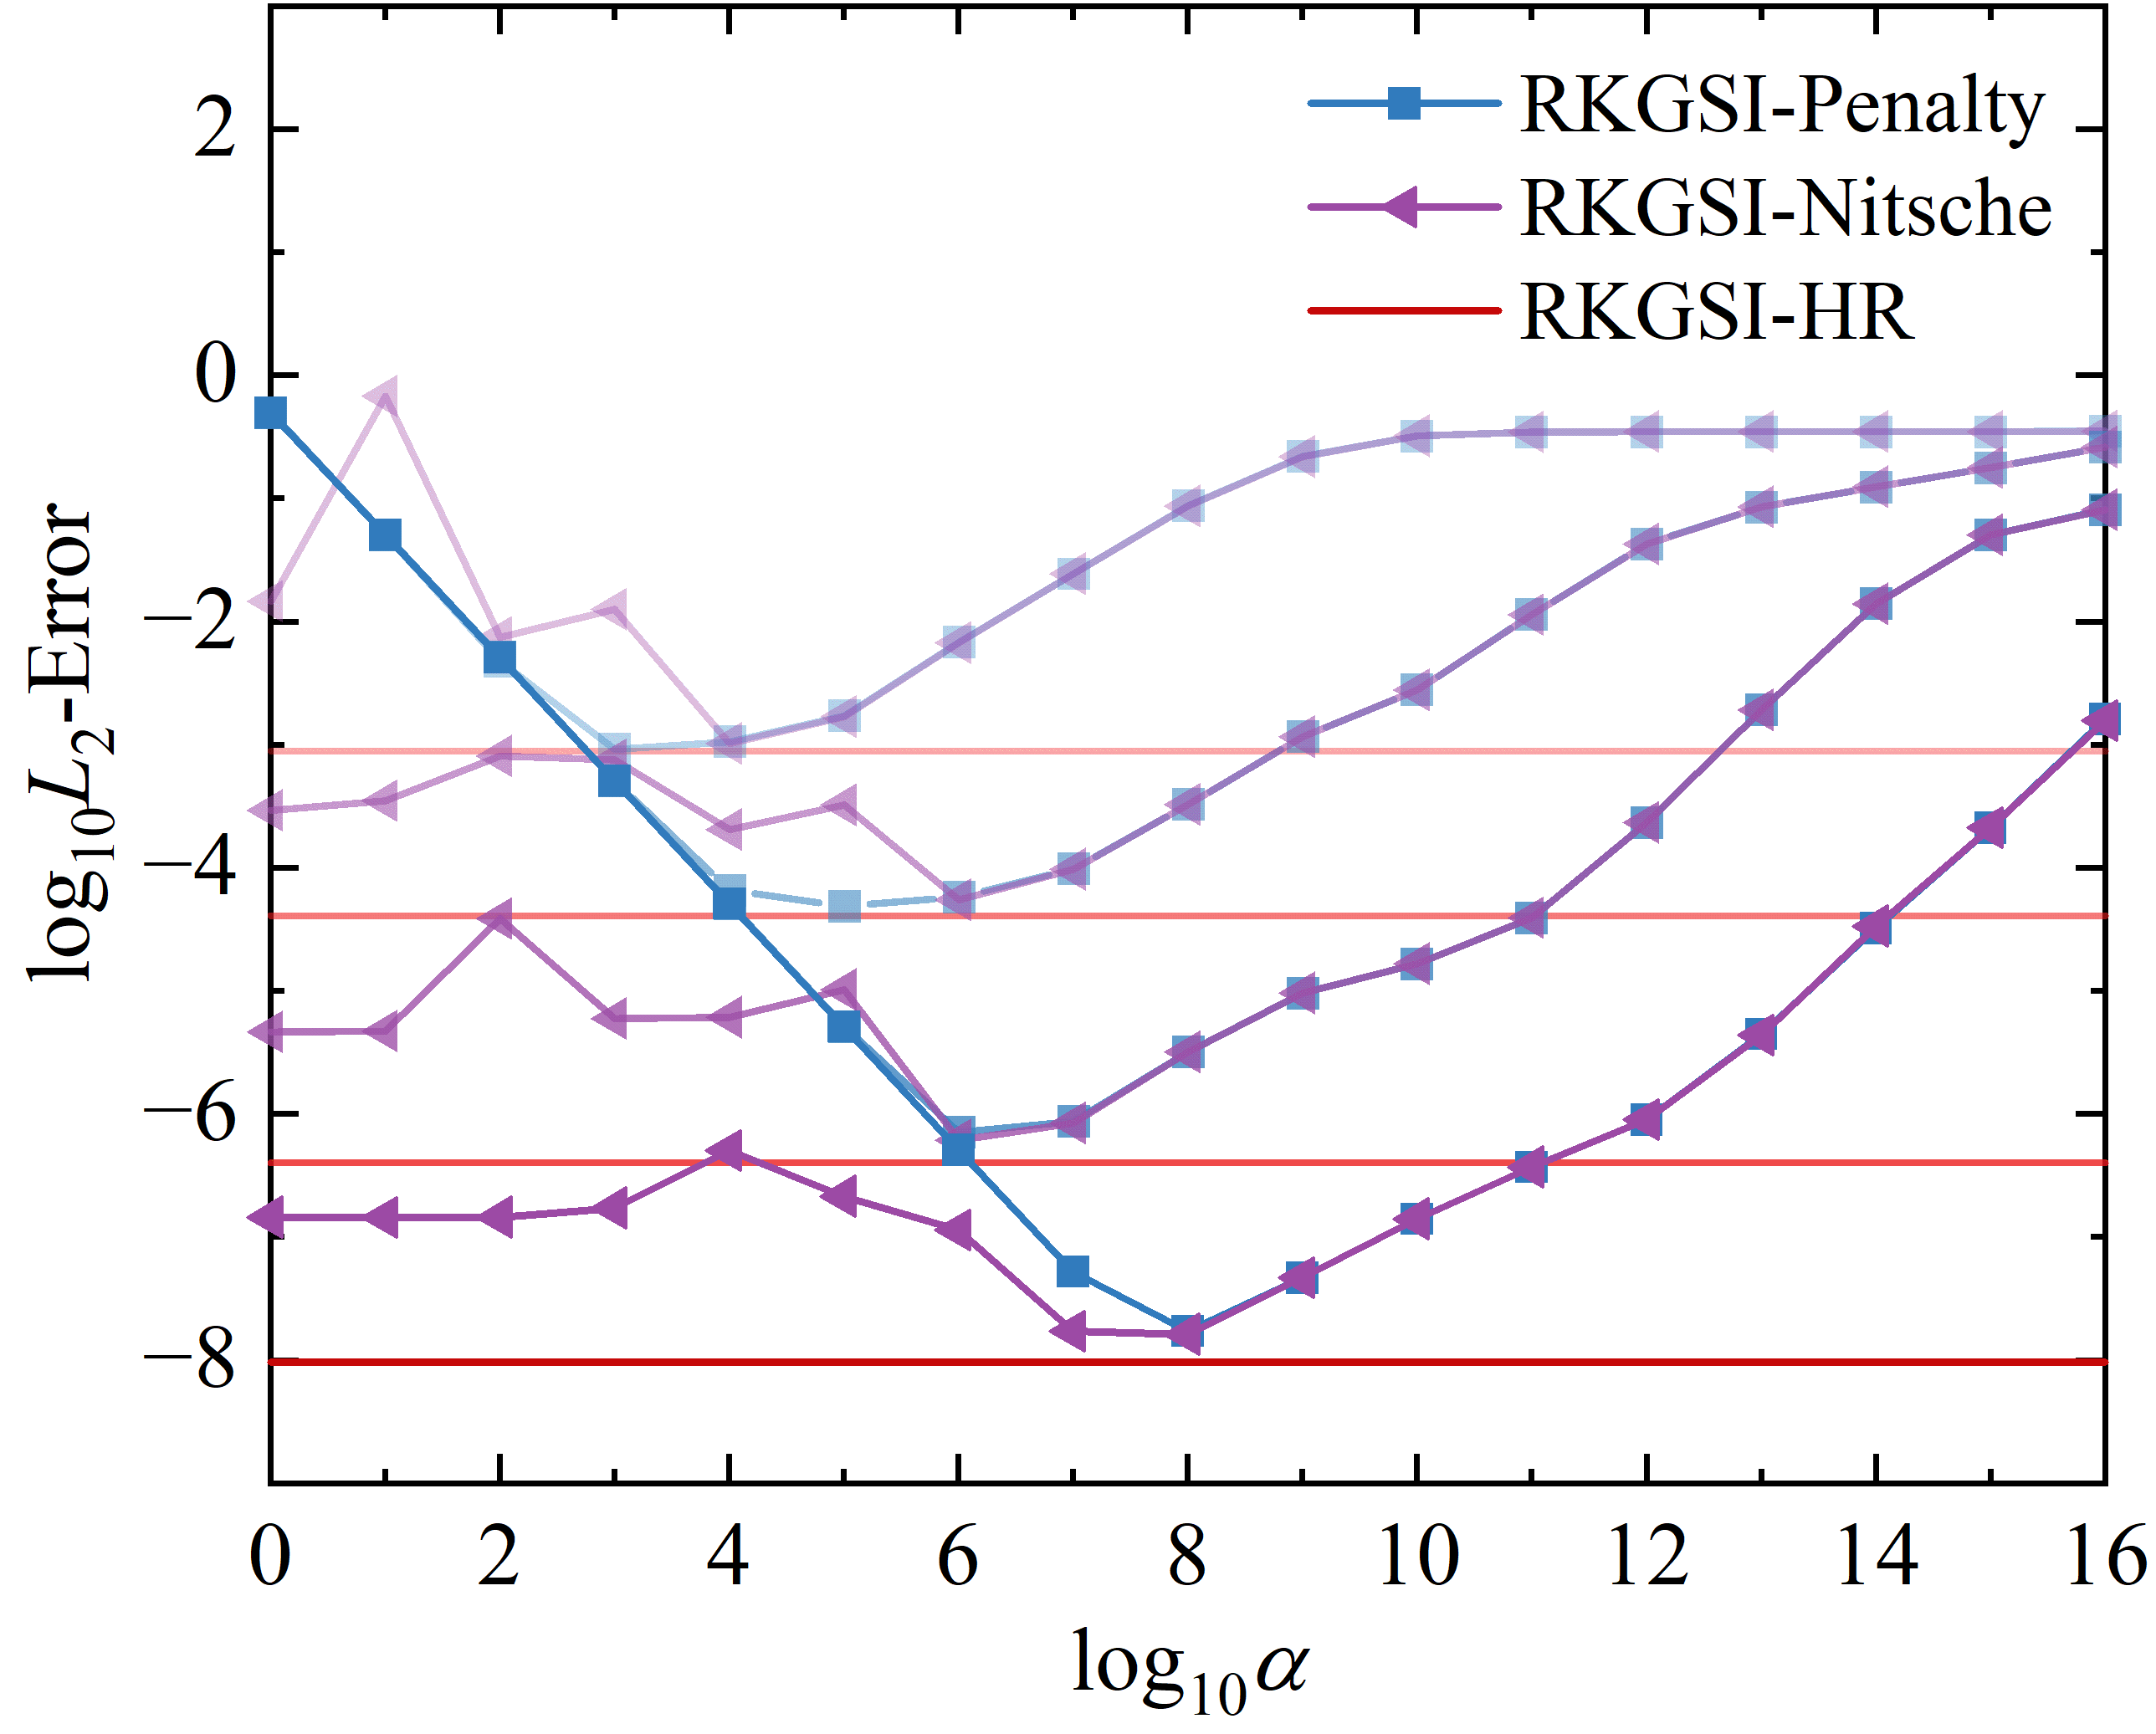 RKGSI-Penalty
RKGSI-Nitsche
RKGSI-HR
2
0
−2
−4
−6
−8
log₁₀L₂-Error
0 2 4 6 8 10 12 14 16
log₁₀α